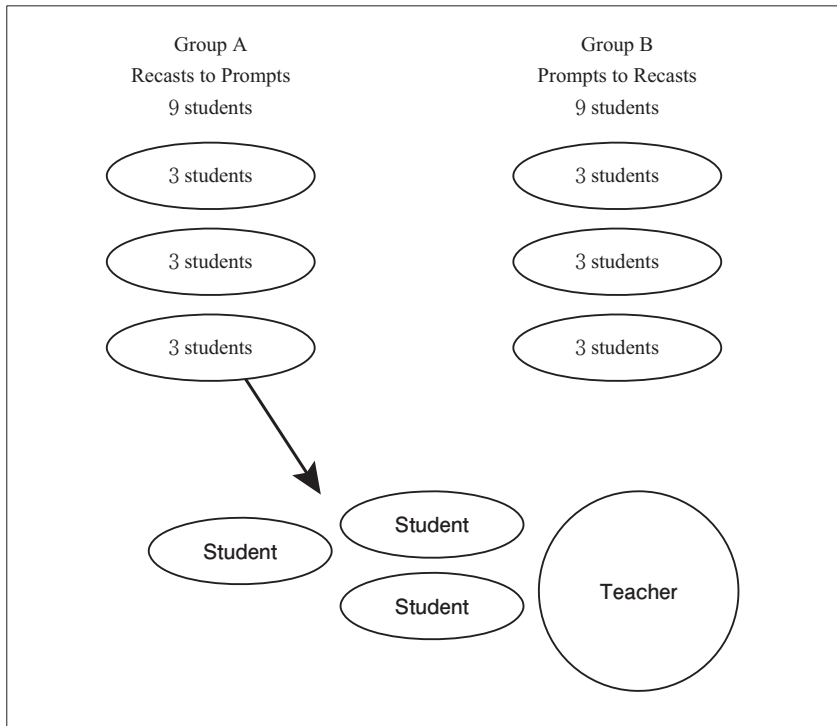 Group A
Recasts to Prompts
9 students
3 students
3 students
3 students
Group B
Prompts to Recasts
9 students
3 students
3 students
3 students
Student
Student
Student
Teacher